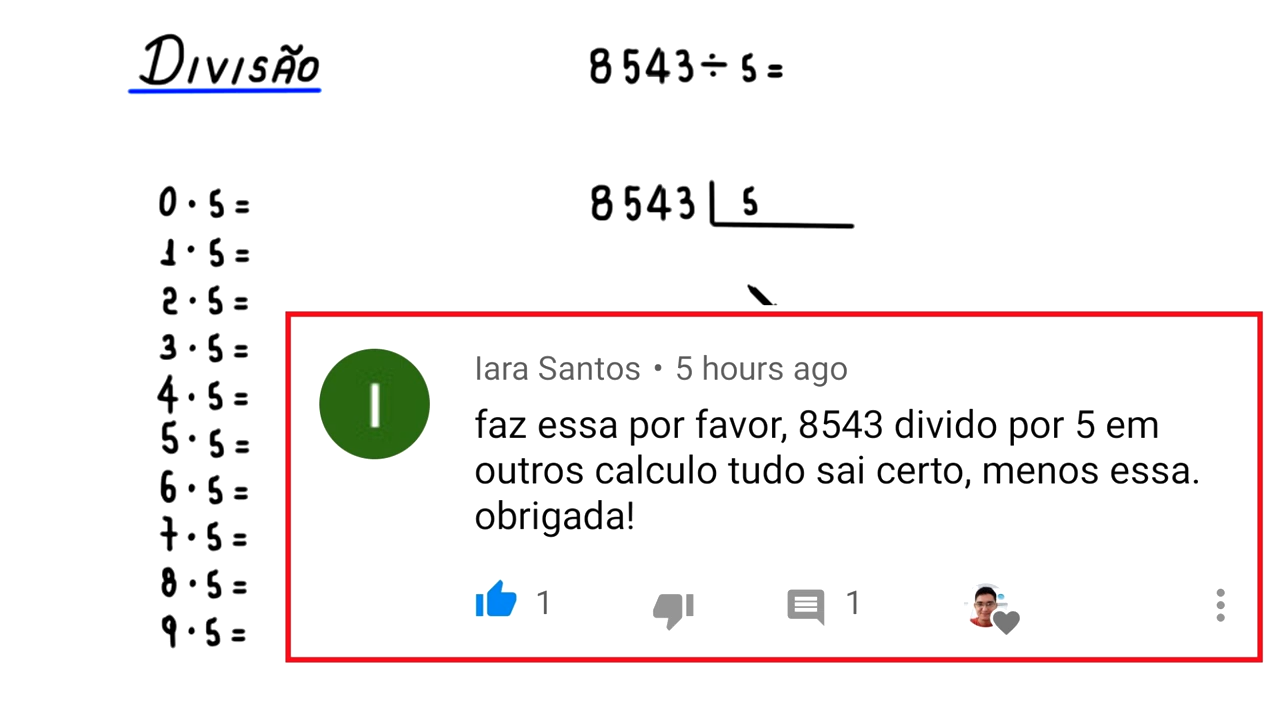 DIVISÃO
8543 ÷ 5 =
0 · 5 =
1 · 5 =
2 · 5 =
3 · 5 =
4 · 5 =
5 · 5 =
6 · 5 =
7 · 5 =
8 · 5 =
9 · 5 =
8543 5
I
Iara Santos • 5 hours ago
faz essa por favor, 8543 divido por 5 em
outros calculo tudo sai certo, menos essa.
obrigada!
1
1